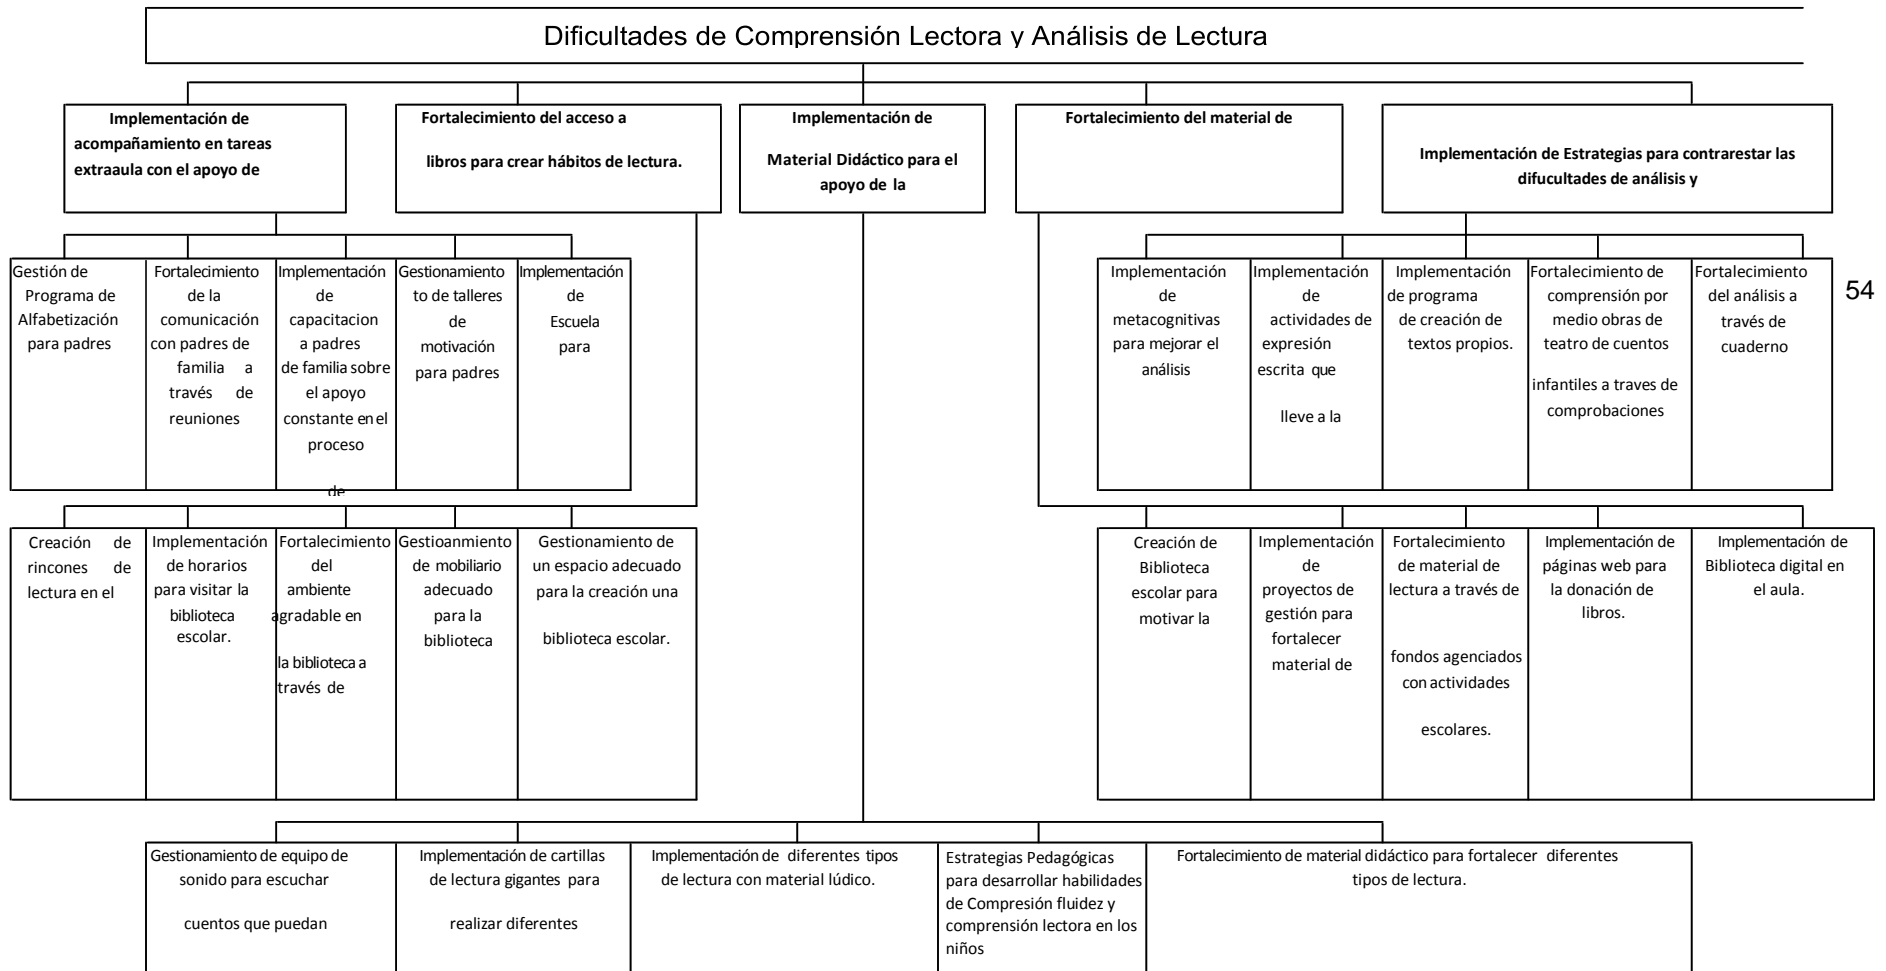 Dificultades de Comprensión Lectora y Análisis de Lectura
Implementación de
acompañamiento en tareas
extraaula con el apoyo de
Fortalecimiento del acceso a
libros para crear hábitos de lectura.
Implementación de
Material Didáctico para el
apoyo de la
Fortalecimiento del material de
Implementación de Estrategias para contrarestar las
difucultades de análisis y
Gestión de
Programa de
Alfabetización
para padres
Fortalecimiento
de la
comunicación
con padres de
familia a
través de
reuniones
Implementación
de
capacitacion
a padres
de familia sobre
el apoyo
constante en el
proceso
de
Gestionamiento
to de talleres
de
motivación
para padres
Implementación
de
Escuela
para
Implementación
de
metacognitivas
para mejorar el
análisis
Implementación
de
actividades de
expresión
escrita que
lleve a la
Implementación
de programa
de creación de
textos propios.
Fortalecimiento de
comprensión por
medio obras de
teatro de cuentos
infantiles a traves de
comprobaciones
Fortalecimiento
del análisis a
través de
cuaderno
54
Creación de
rincones de
lectura en el
Implementación
de horarios
para visitar la
biblioteca
escolar.
Fortalecimiento
del
ambiente
agradable en
la biblioteca a
través de
Gestioanmiento
de mobiliario
adecuado
para la
biblioteca
Gestionamiento de
un espacio adecuado
para la creación una
biblioteca escolar.
Creación de
Biblioteca
escolar para
motivar la
Implementación
de
proyectos de
gestión para
fortalecer
material de
Fortalecimiento
de material de
lectura a través de
fondos agenciados
con actividades
escolares.
Implementación de
páginas web para
la donación de
libros.
Implementación de
Biblioteca digital en
el aula.
Gestionamiento de equipo de
sonido para escuchar
cuentos que puedan
Implementación de cartillas
de lectura gigantes para
realizar diferentes
Implementación de diferentes tipos
de lectura con material lúdico.
Estrategias Pedagógicas
para desarrollar habilidades
de Compresión fluidez y
comprensión lectora en los
niños
Fortalecimiento de material didáctico para fortalecer diferentes
tipos de lectura.